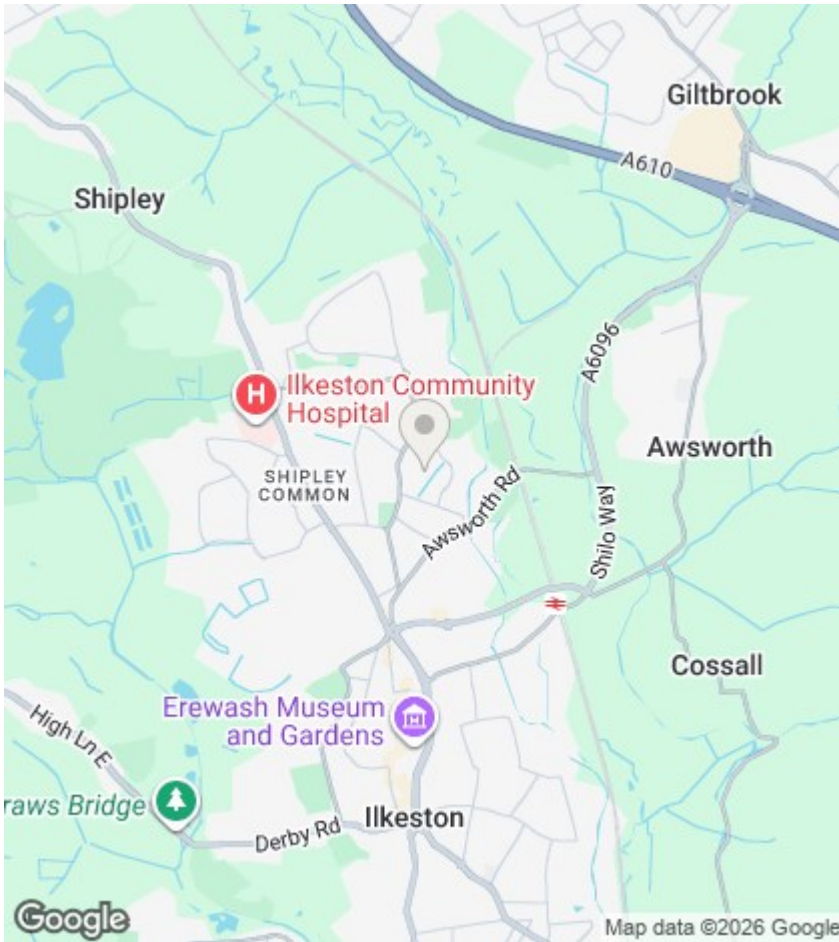 Giltbrook
A610
Shipley
A6096
H
Ilkeston Community
Hospital
Awsworth
SHIPLEY
COMMON
Awsworth Rd
Shilo Way
Cossall
Erewash Museum
and Gardens
High Ln E
raws Bridge
Derby Rd
Ilkeston
Google
Map data ©2026 Google